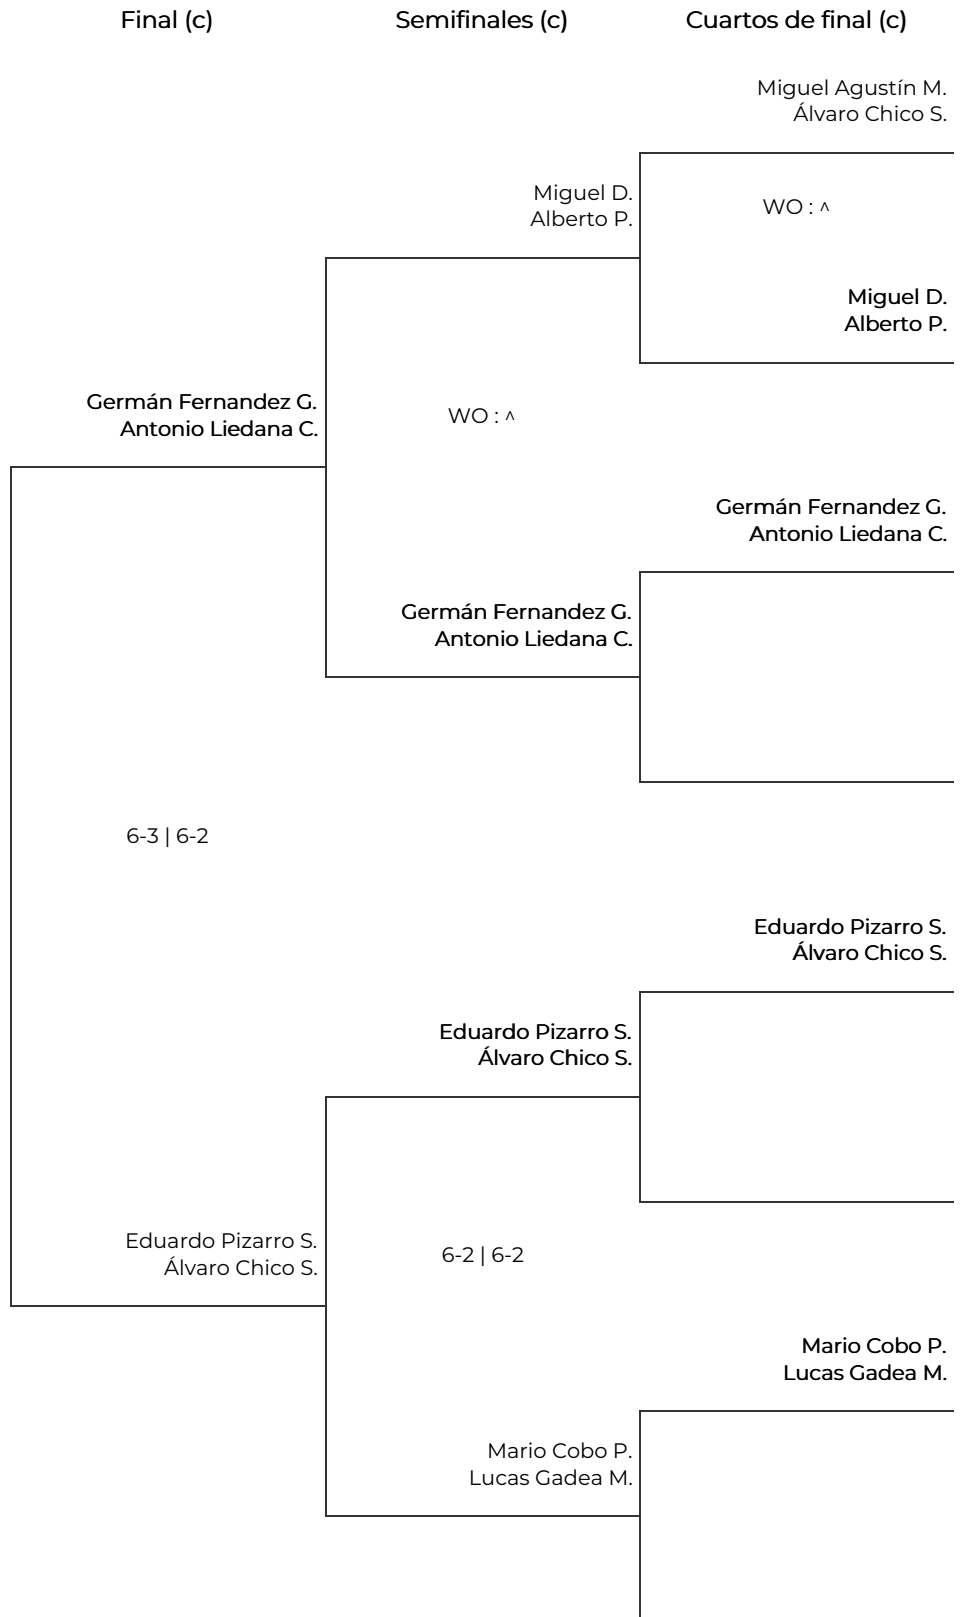 Final (c)
Semifinales (c)
Cuartos de final (c)
Miguel Agustín M.
Álvaro Chico S.
Miguel D.
Alberto P.
WO : ^
Miguel D.
Alberto P.
Germán Fernandez G.
Antonio Liedana C.
WO : ^
Germán Fernandez G.
Antonio Liedana C.
Germán Fernandez G.
Antonio Liedana C.
6-3 | 6-2
Eduardo Pizarro S.
Álvaro Chico S.
Eduardo Pizarro S.
Álvaro Chico S.
Eduardo Pizarro S.
Álvaro Chico S.
6-2 | 6-2
Mario Cobo P.
Lucas Gadea M.
Mario Cobo P.
Lucas Gadea M.